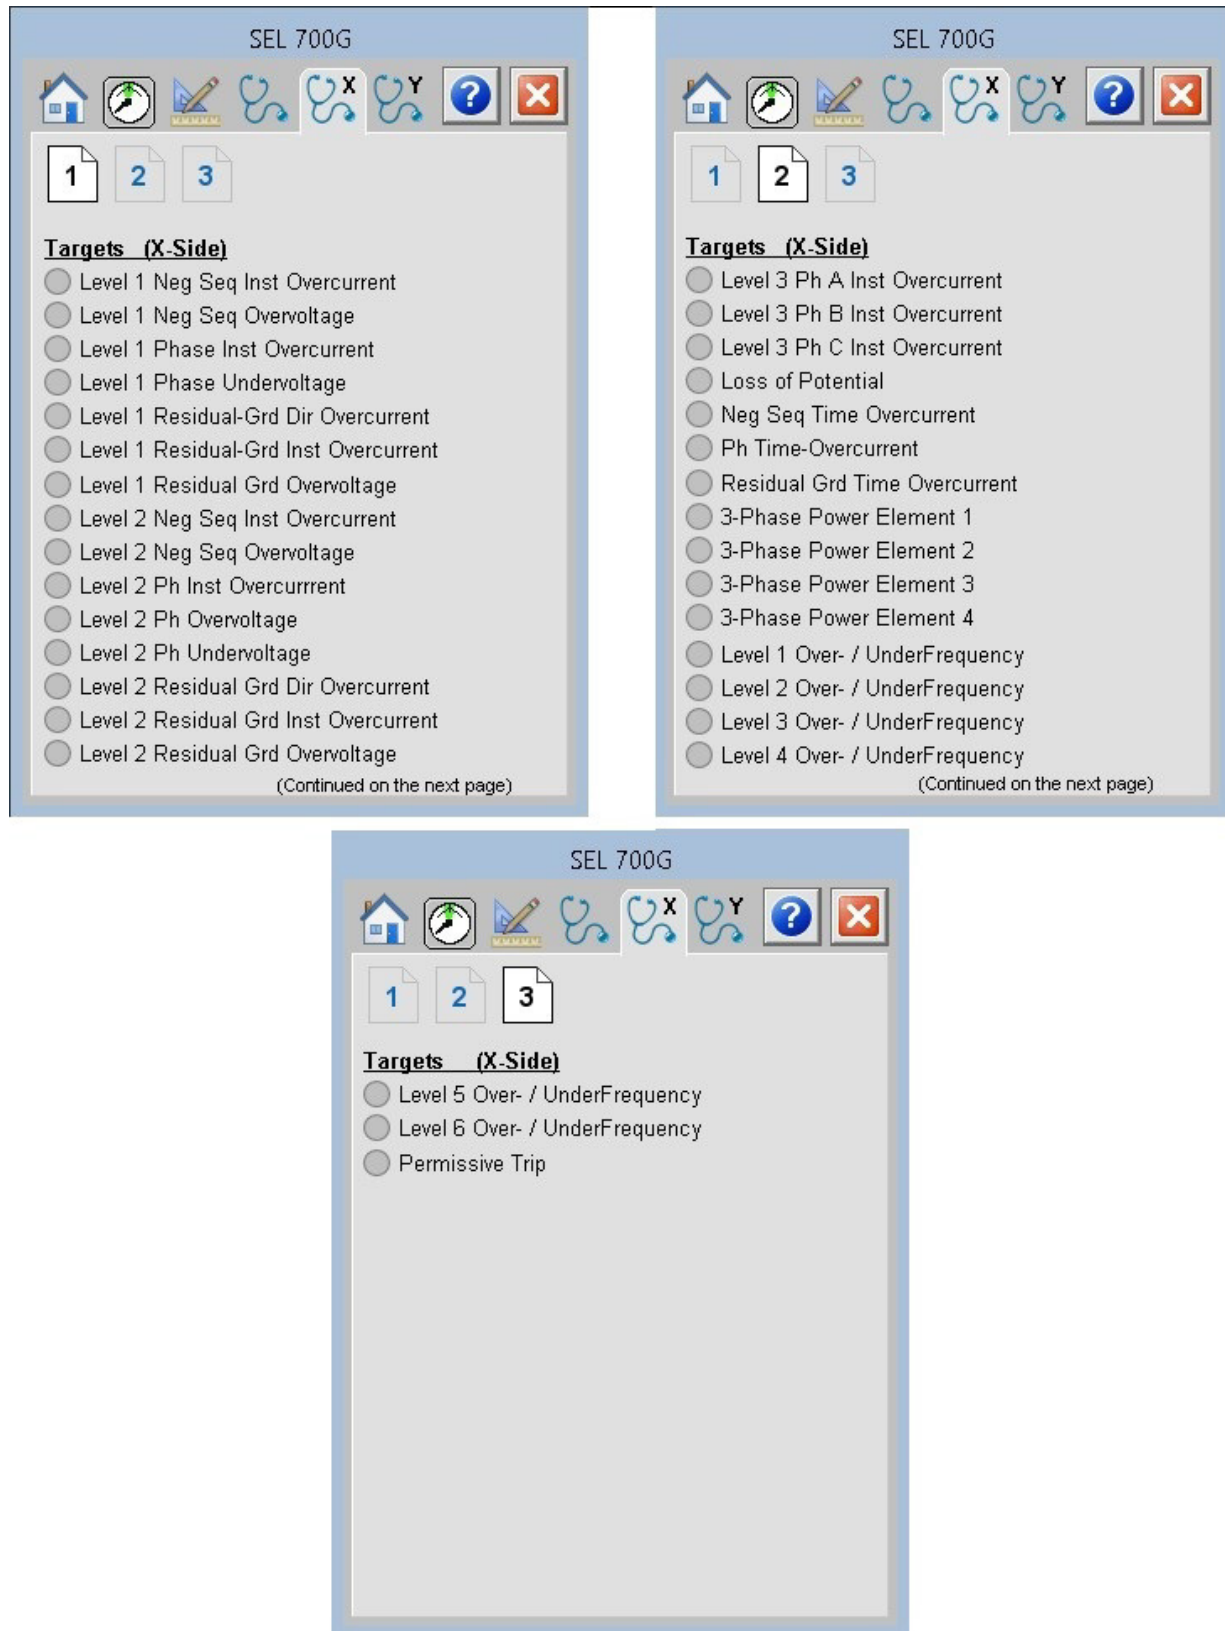 SEL 700G
X
Y
?
1
2
3
Targets (X-Side)
Level 1 Neg Seq Inst Overcurrent
Level 1 Neg Seq Overvoltage
Level 1 Phase Inst Overcurrent
Level 1 Phase Undervoltage
Level 1 Residual-Grd Dir Overcurrent
Level 1 Residual-Grd Inst Overcurrent
Level 1 Residual Grd Overvoltage
Level 2 Neg Seq Inst Overcurrent
Level 2 Neg Seq Overvoltage
Level 2 Ph Inst Overcurrrent
Level 2 Ph Overvoltage
Level 2 Ph Undervoltage
Level 2 Residual Grd Dir Overcurrent
Level 2 Residual Grd Inst Overcurrent
Level 2 Residual Grd Overvoltage
(Continued on the next page)
SEL 700G
X
Y
?
1
2
3
Targets (X-Side)
Level 3 Ph A Inst Overcurrent
Level 3 Ph B Inst Overcurrent
Level 3 Ph C Inst Overcurrent
Loss of Potential
Neg Seq Time Overcurrent
Ph Time-Overcurrent
Residual Grd Time Overcurrent
3-Phase Power Element 1
3-Phase Power Element 2
3-Phase Power Element 3
3-Phase Power Element 4
Level 1 Over- / UnderFrequency
Level 2 Over- / UnderFrequency
Level 3 Over- / UnderFrequency
Level 4 Over- / UnderFrequency
(Continued on the next page)
SEL 700G
X
Y
?
1
2
3
Targets (X-Side)
Level 5 Over- / UnderFrequency
Level 6 Over- / UnderFrequency
Permissive Trip